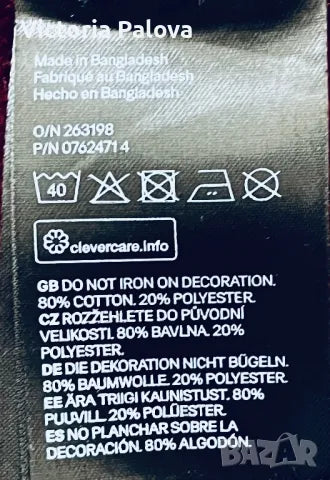 Victoria Palova
Made in Bangladesh
Fabriqué au Bangladesh
Hecho en Bangladesh
O/N 263198
P/N 0762471 4
40
clevercare.info
GB DO NOT IRON ON DECORATION.
80% COTTON. 20% POLYESTER.
CZ ROZŽEHLETE DO PŮVODNÍ
VELIKOSTI. 80% BAVLNA. 20%
POLYESTER.
DE DIE DEKORATION NICHT BÜGELN.
80% BAUMWOLLE. 20% POLYESTER.
EE ÄRA TRIIGI KAUNISTUST. 80%
PUUVILL. 20% POLÜESTER.
ES NO PLANCHAR SOBRE LA
DECORACIÓN. 80% ALGODÓN.
BAZAR